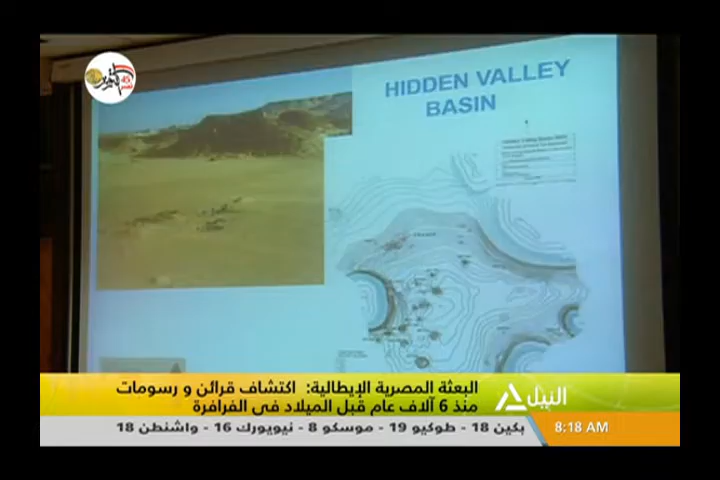 HIDDEN VALLEY
BASIN
البعثة المصرية الإيطالية: اكتشاف قرائن و رسومات
منذ 6 آلاف عام قبل الميلاد فى الفرافرة
النيل
بكين 18 - طوكيو 19 - موسكو 8 - نيويورك 16 - واشنطن 18
8:18 AM